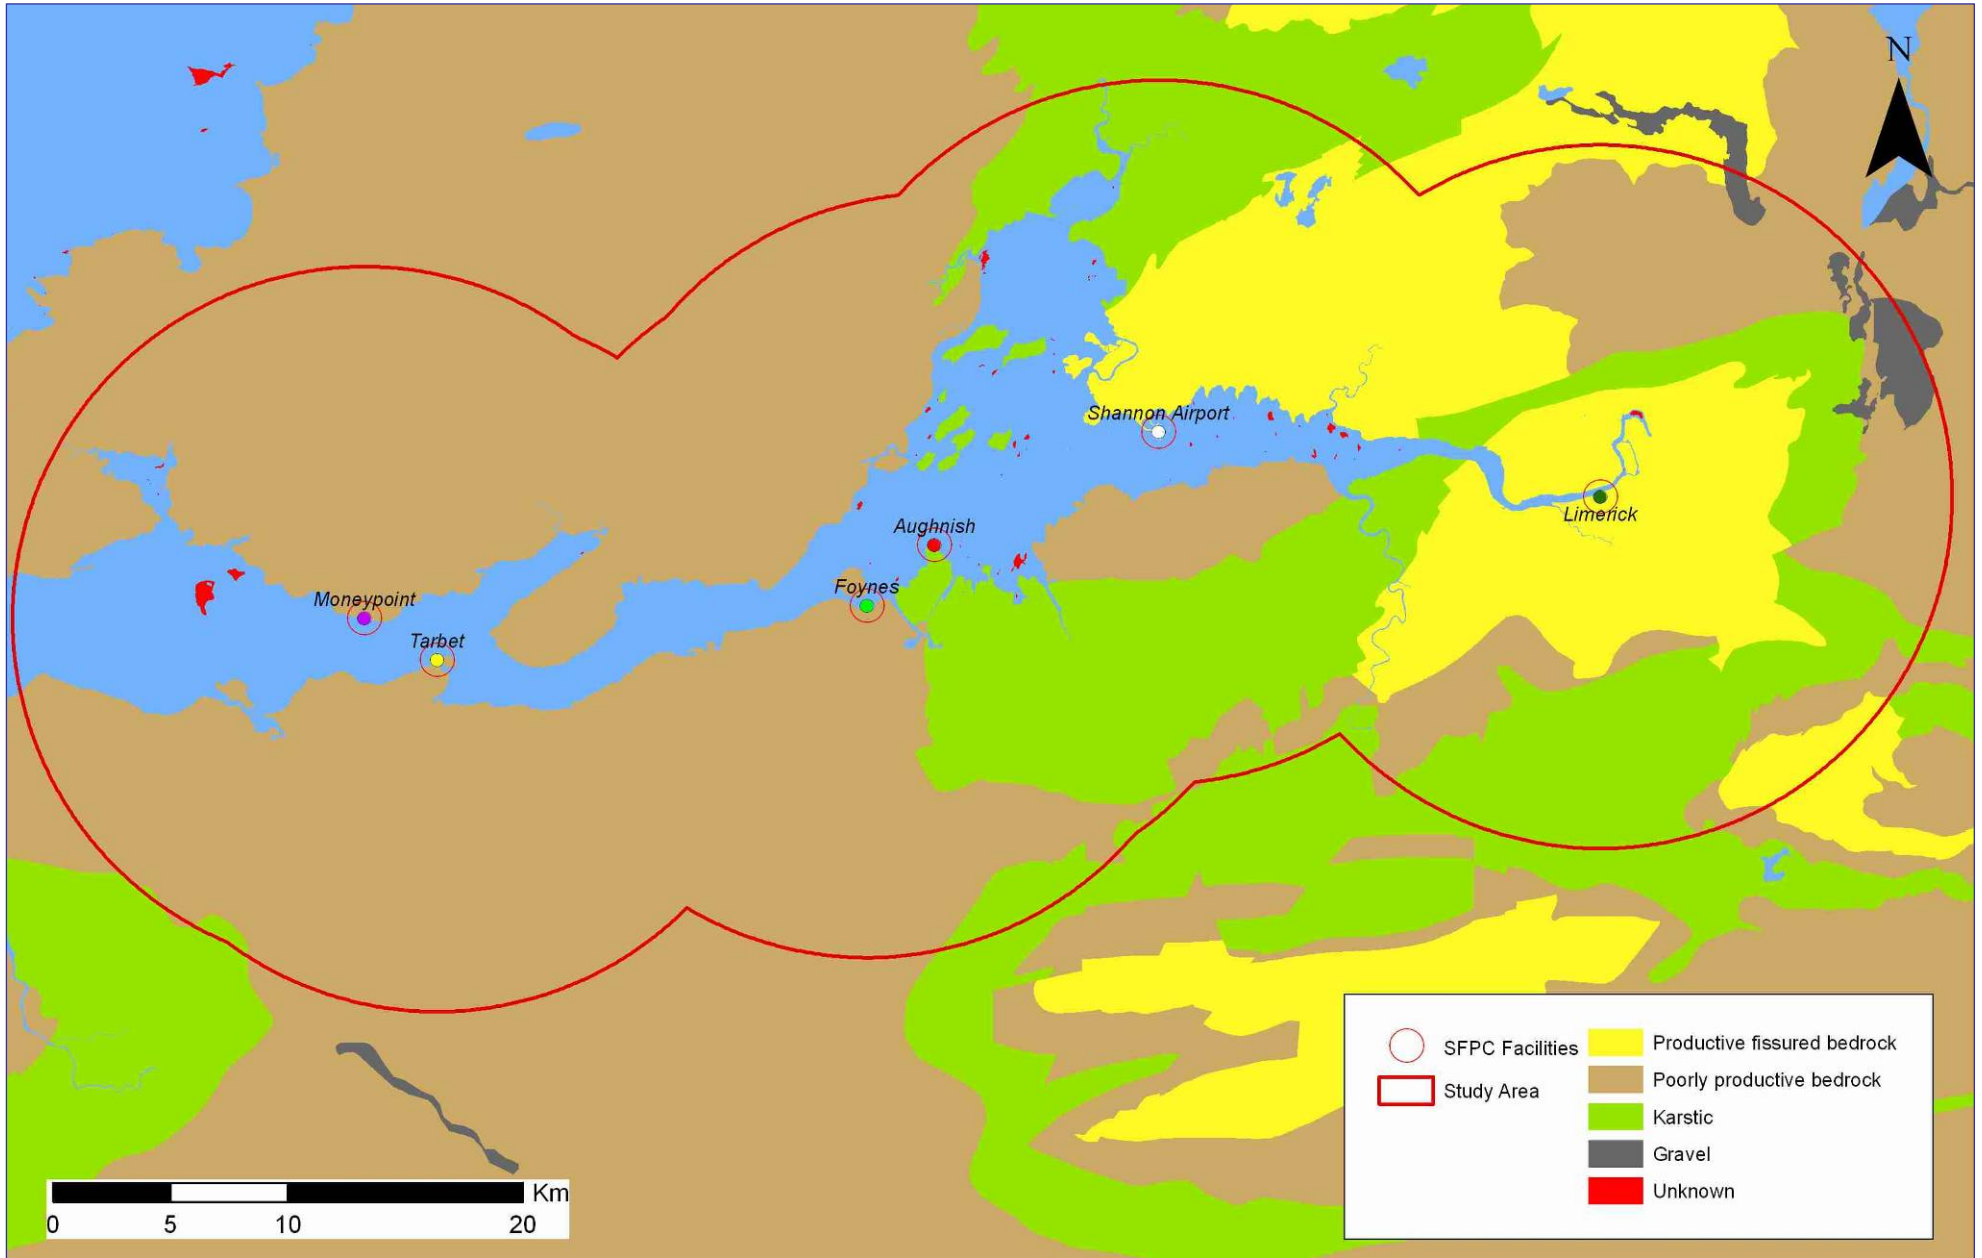 N
Shannon Airport
Limerick
Aughnish
Foynes
Moneypoint
Tarbet
SFPC Facilities
Study Area
Productive fissured bedrock
Poorly productive bedrock
Karstic
Gravel
Unknown
Km
0 5 10 20